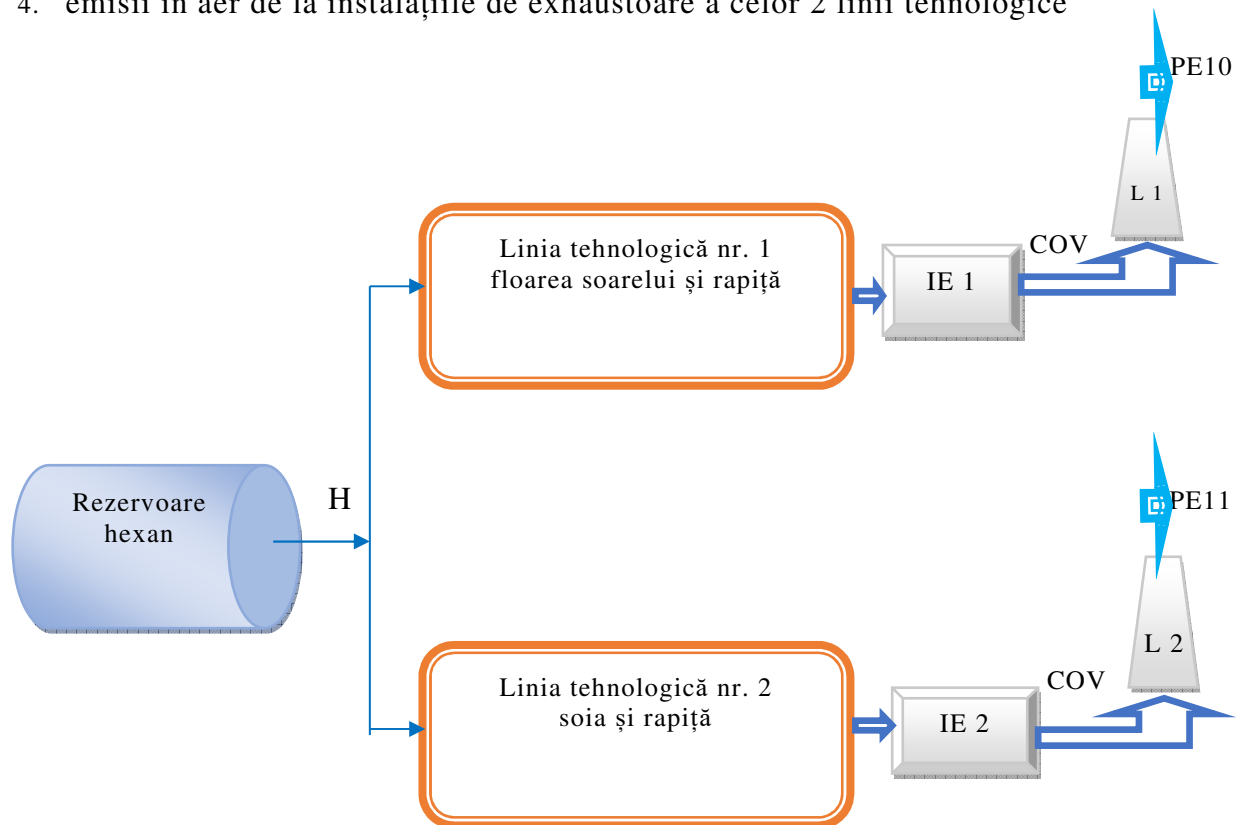 4. emisii în aer de la instalațiile de exhaustoare a celor 2 linii tehnologice
PE10
L 1
Linia tehnologică nr. 1
floarea soarelui și rapiță
COV
IE 1
Rezervoare
hexan
H
PE11
L 2
Linia tehnologică nr. 2
soia și rapiță
COV
IE 2